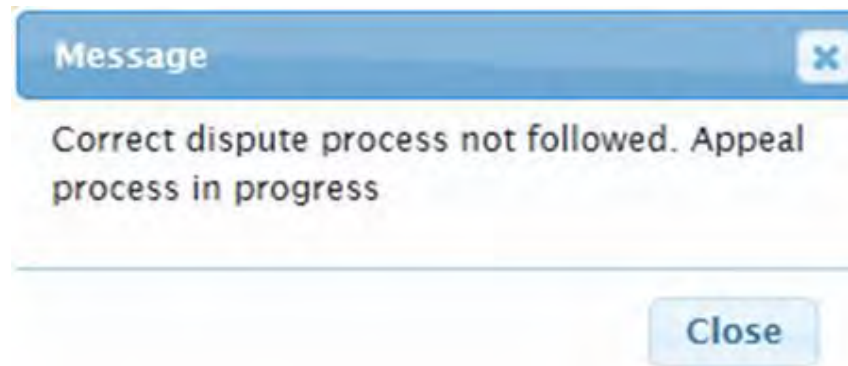 Message
Correct dispute process not followed. Appeal
process in progress
Close